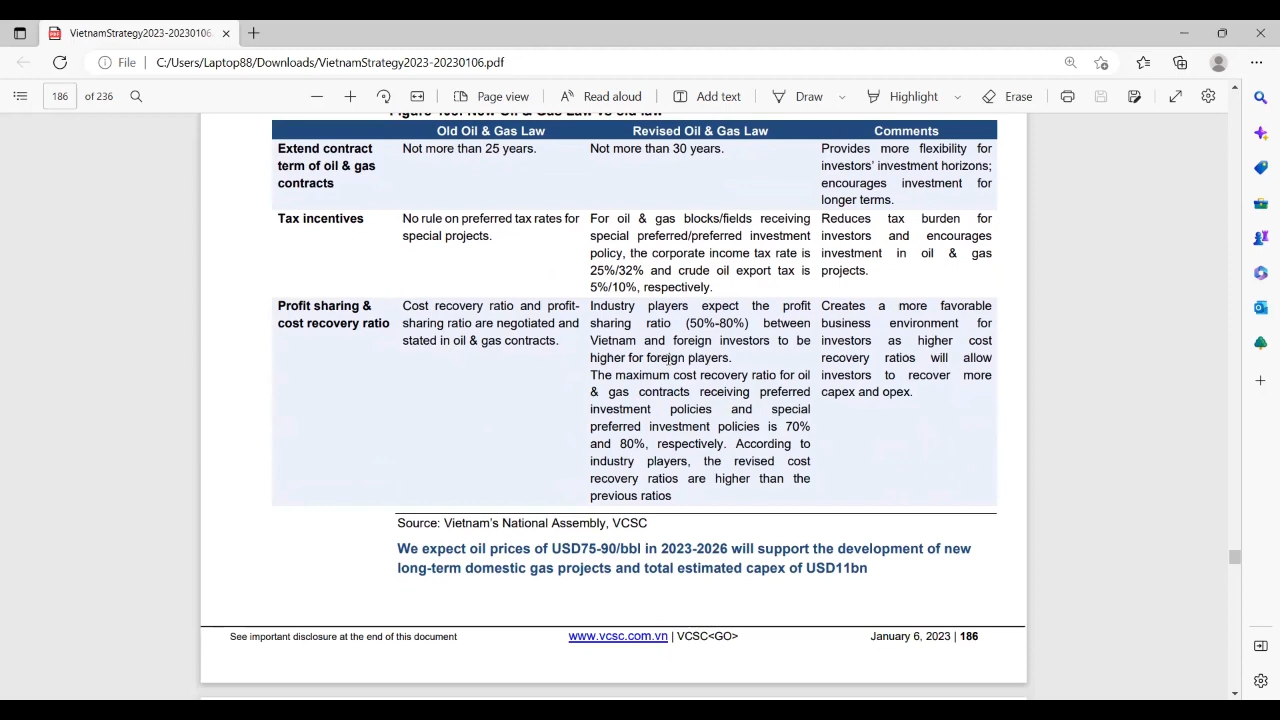 VietnamStrategy2023-20230106.
File
C:/Users/Laptop88/Downloads/VietnamStrategy2023-20230106.pdf
186 of 236
Page view
Read aloud
Add text
Draw
Highlight
Erase
Old Oil & Gas Law Revised Oil & Gas Law Comments
Extend contract
term of oil & gas
contracts
Not more than 25 years.
Not more than 30 years.
Provides more flexibility for
investors' investment horizons;
encourages investment for
longer terms.
Tax incentives
No rule on preferred tax rates for
special projects.
For oil & gas blocks/fields receiving
special preferred/preferred investment
policy, the corporate income tax rate is
25%/32% and crude oil export tax is
5%/10%, respectively.
Reduces tax burden for
investors and encourages
investment in oil & gas
projects.
Profit sharing &
cost recovery ratio
Cost recovery ratio and profit-
sharing ratio are negotiated and
stated in oil & gas contracts.
Industry players expect the profit
sharing ratio (50%-80%) between
Vietnam and foreign investors to be
higher for foreign players.
The maximum cost recovery ratio for oil
& gas contracts receiving preferred
investment policies and special
preferred investment policies is 70%
and 80%, respectively. According to
industry players, the revised cost
recovery ratios are higher than the
previous ratios
Creates a more favorable
business environment for
investors as higher cost
recovery ratios will allow
investors to recover more
capex and opex.
Source: Vietnam's National Assembly, VCSC
We expect oil prices of USD75-90/bbl in 2023-2026 will support the development of new
long-term domestic gas projects and total estimated capex of USD11bn
See important disclosure at the end of this document
www.vcsc.com.vn | VCSC<GO>
January 6, 2023 | 186